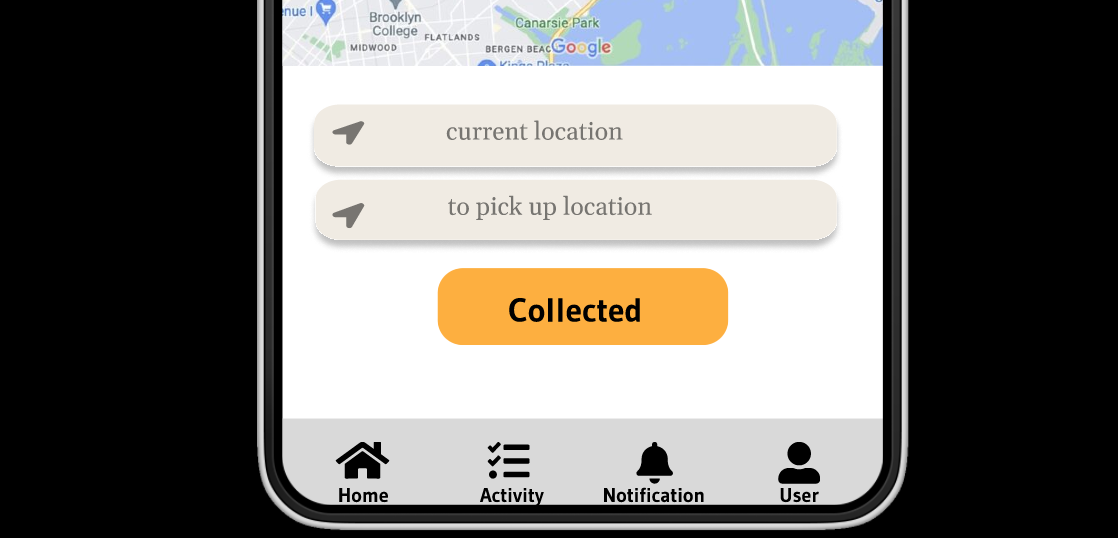 enue I
Brooklyn
College
Canarsie Park
FLATLANDS
MIDWOOD
BERGEN BEAC
Google
Kings Plaza
current location
to pick up location
Collected
Home
Activity
Notification
User